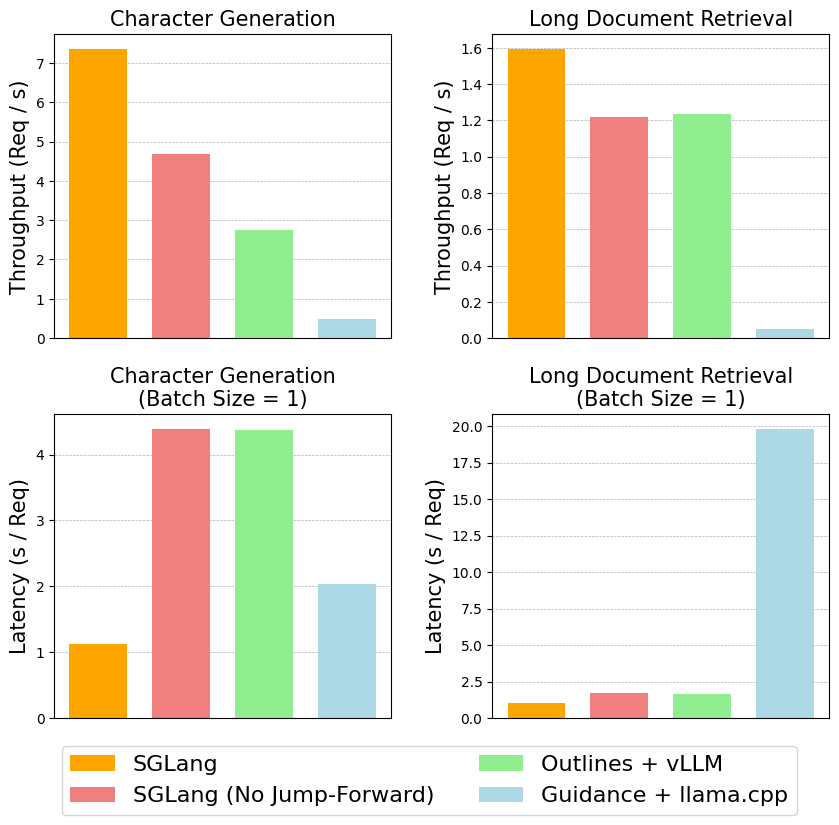 Character Generation
Throughput (Req / s)
7
6
5
4
3
2
1
0
Long Document Retrieval
Throughput (Req / s)
1.6
1.4
1.2
1.0
0.8
0.6
0.4
0.2
0.0
Character Generation
(Batch Size = 1)
Latency (s / Req)
4
3
2
1
0
Long Document Retrieval
(Batch Size = 1)
Latency (s / Req)
20.0
17.5
15.0
12.5
10.0
7.5
5.0
2.5
0.0
SGLang
SGLang (No Jump-Forward)
Outlines + vLLM
Guidance + llama.cpp